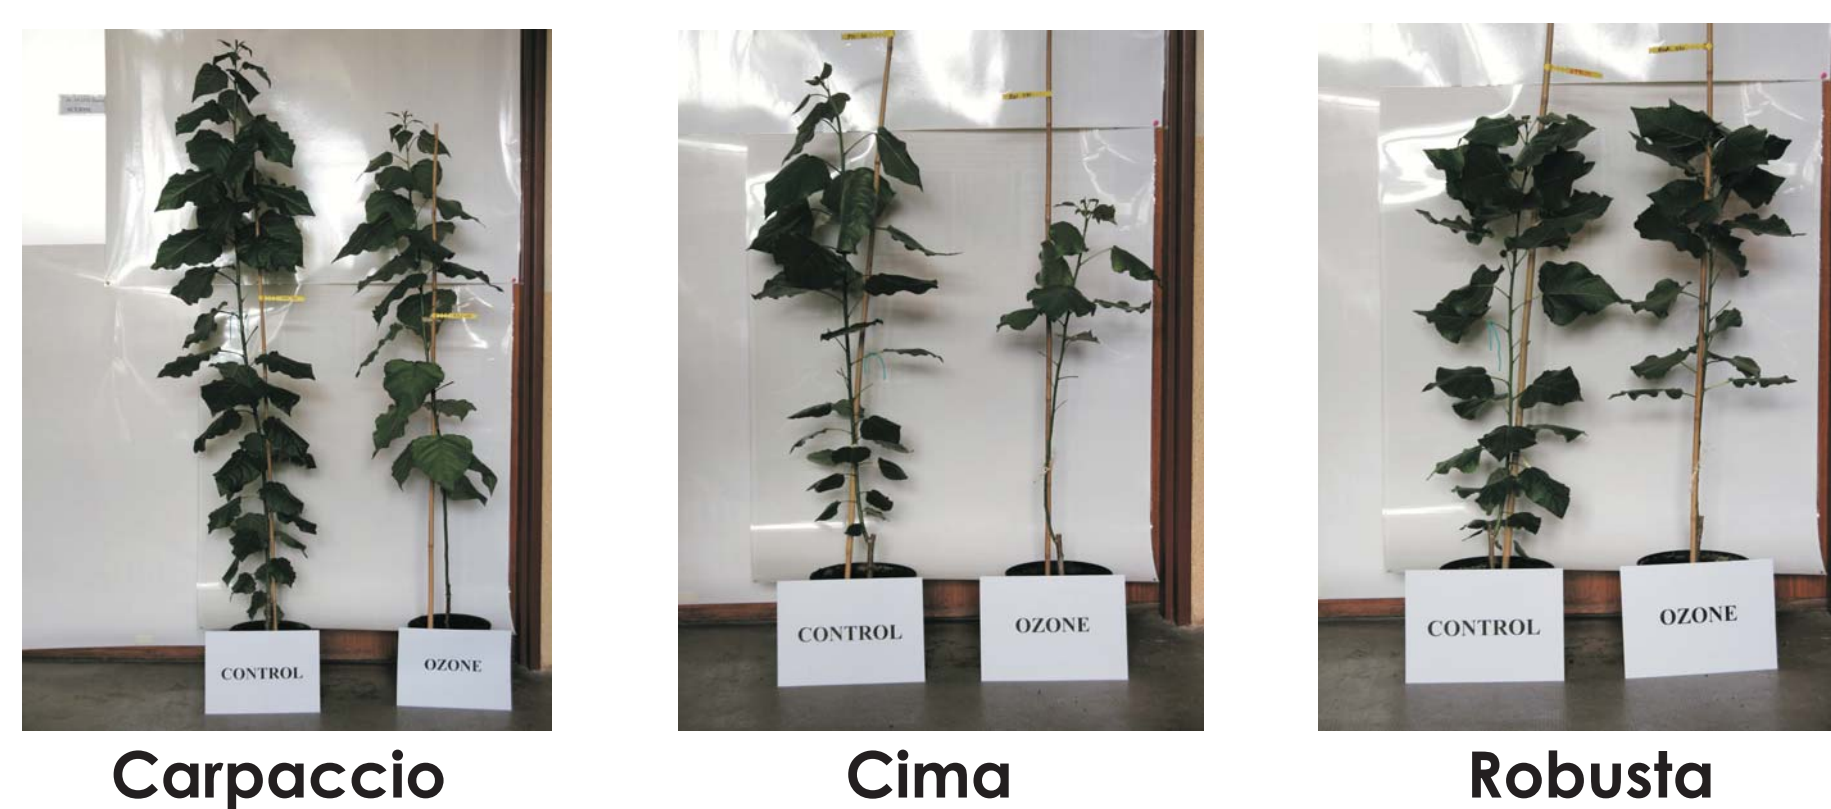 CONTROL
OZONE
CONTROL
OZONE
CONTROL
OZONE
Carpaccio
Cima
Robusta